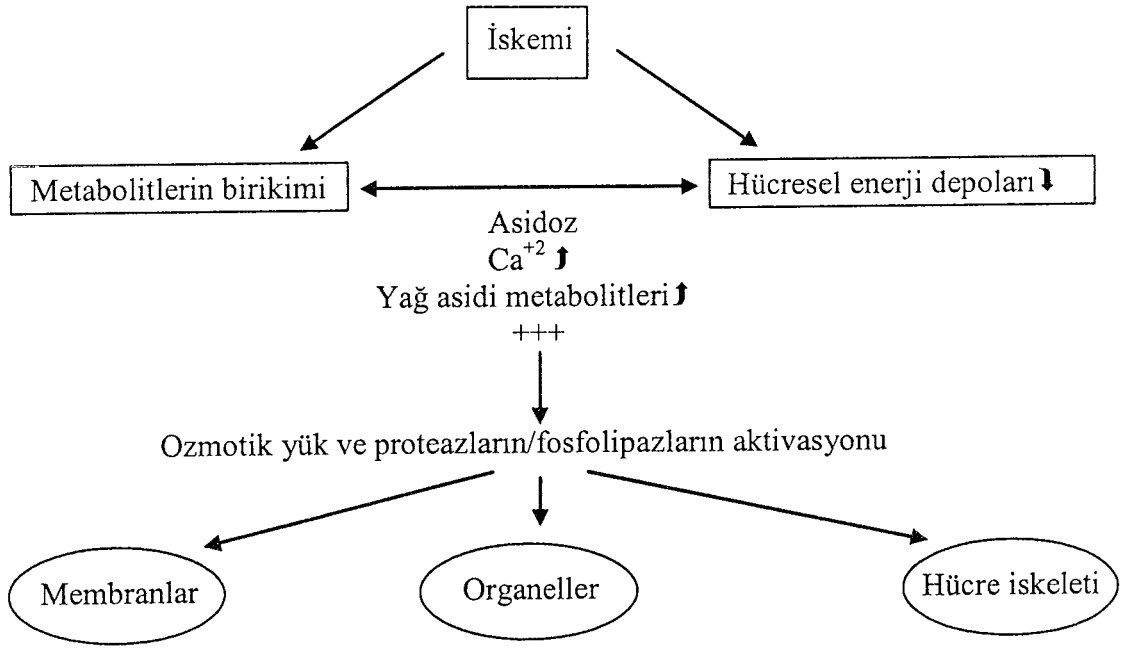 İskemi
Metabolitlerin birikimi
Hücresel enerji depoları
Asidoz
Ca+2
Yağ asidi metabolitleri
+++
Ozmotik yük ve proteazların/fosfolipazların aktivasyonu
Membranlar
Organeller
Hücre iskeleti